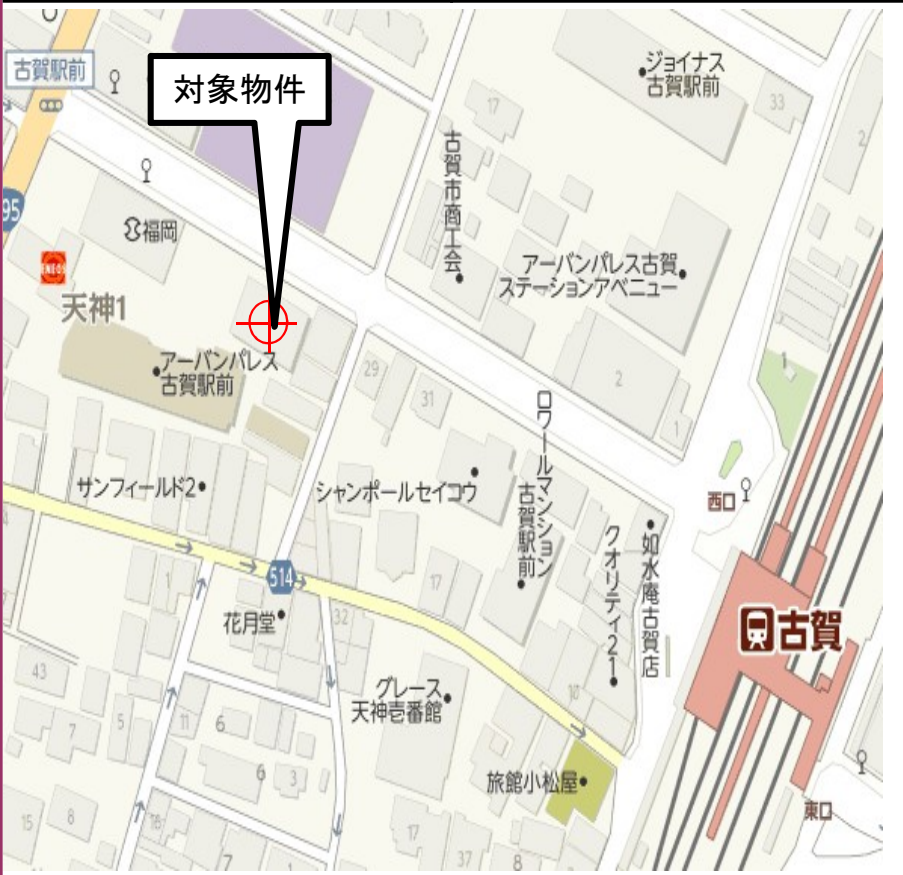 古賀駅前
対象物件
1
ジョイナス
古賀駅前
33
17
2
古賀市商工会
95
福岡
ENEOS
天神1
アーバンパレス古賀
ステーションアベニュー
アーバンパレス
古賀駅前
29
31
2
1
1
サンフィールド2
シャンポールセイコウ
ロワールマンション
古賀駅前
クオリティ21
如水庵古賀店
西口
古賀
514
17
1
花月堂
32
グレース
天神壱番館
10
旅館小松屋
東口
43
7
5
11
6
6
3
15
8
16
7
1
17
37
8